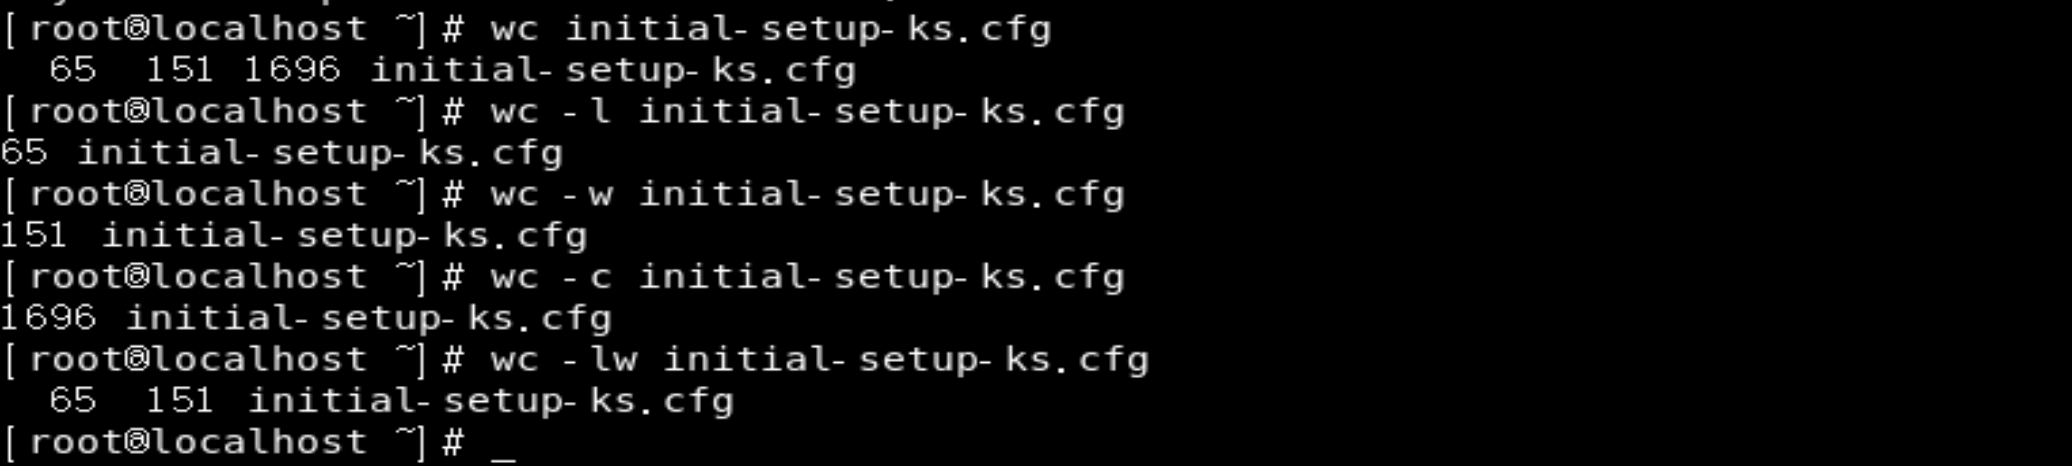 [root@localhost ~]# wc initial-setup-ks.cfg
  65  151 1696 initial-setup-ks.cfg
[root@localhost ~]# wc -l initial-setup-ks.cfg
65 initial-setup-ks.cfg
[root@localhost ~]# wc -w initial-setup-ks.cfg
151 initial-setup-ks.cfg
[root@localhost ~]# wc -c initial-setup-ks.cfg
1696 initial-setup-ks.cfg
[root@localhost ~]# wc -lw initial-setup-ks.cfg
  65  151 initial-setup-ks.cfg
[root@localhost ~]# _